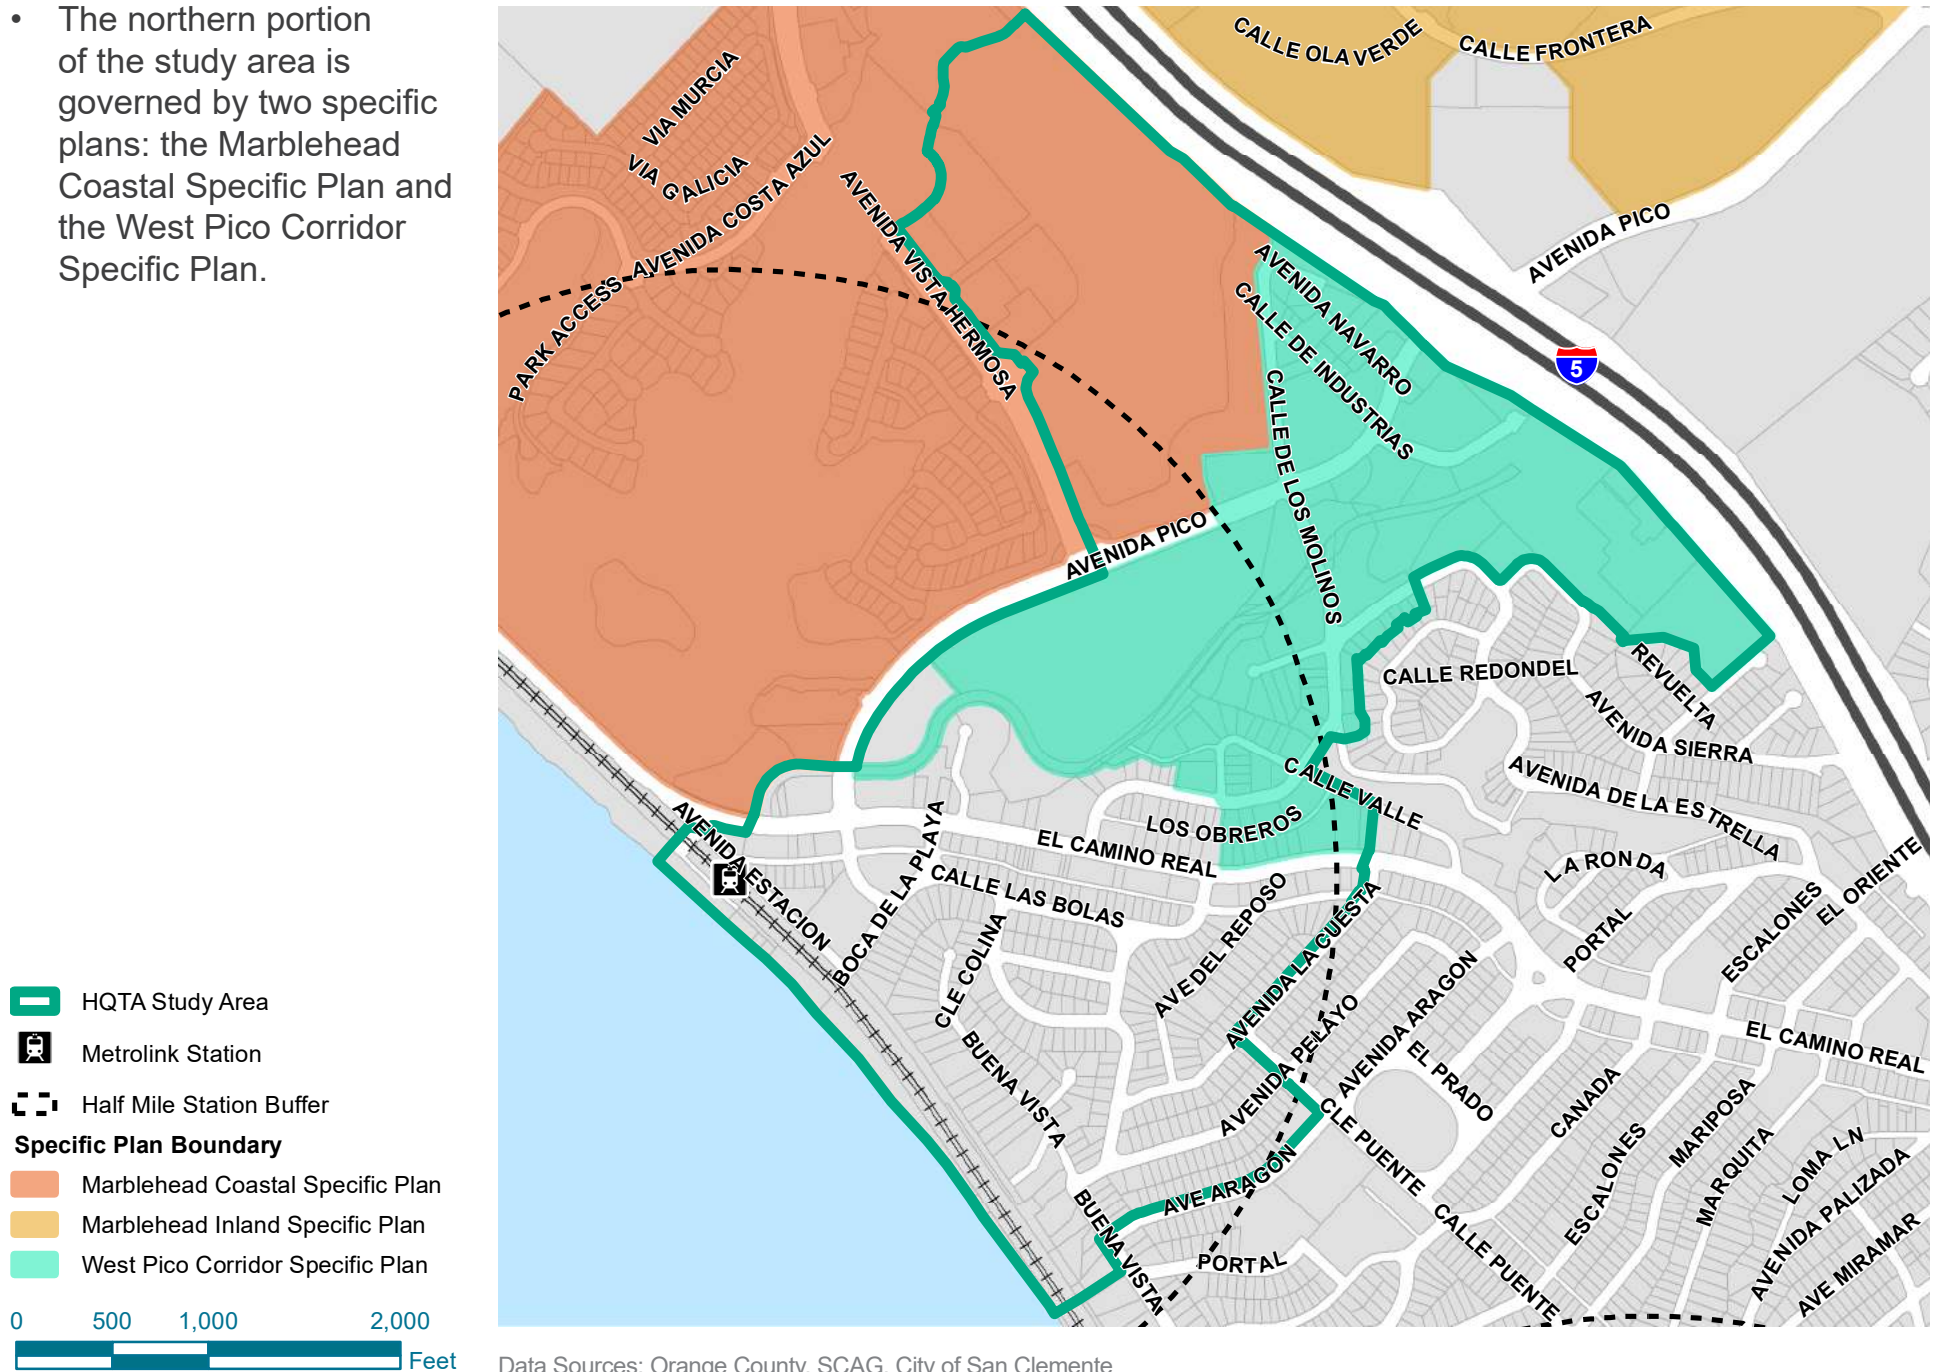 • The northern portion
of the study area is
governed by two specific
plans: the Marblehead
Coastal Specific Plan and
the West Pico Corridor
Specific Plan.
CALLE OLA VERDE
CALLE FRONTERA
VIA MURCIA
VIA GALICIA
AVENIDA COSTA AZUL
PARK ACCESS
AVENIDA VISTA HERMOSA
AVENIDA PICO
AVENIDA NAVARRO
CALLE DE INDUSTRIAS
CALLE DE LOS MOLINOS
5
AVENIDA PICO
CALLE REDONDEL
REVUELTA
AVENIDA SIERRA
AVENIDA DE LA ESTRELLA
CALLE VALLE
LOS OBREROS
EL CAMINO REAL
AVENIDA ESTACION
BOCA DE LA PLAYA
CALLE LAS BOLAS
CLE COLINA
AVE DEL REPOSO
AVENIDA LA CUESTA
LA RONDA
PORTAL
ESCALONES
EL ORIENTE
EL CAMINO REAL
BUENA VISTA
AVENIDA PELAYO
AVENIDA ARAGON
EL PRADO
CLE PUENTE
AVE ARAGON
CANADA
MARIPOSA
ESCALONES
MARQUITA
LOMA LN
AVENIDA PALIZADA
AVE MIRAMAR
BUENA VISTA
PORTAL
CALLE PUENTE
HQTA Study Area
Metrolink Station
Half Mile Station Buffer
Specific Plan Boundary
Marblehead Coastal Specific Plan
Marblehead Inland Specific Plan
West Pico Corridor Specific Plan
0 500 1,000 2,000
Feet
Data Sources: Orange County, SCAG, City of San Clemente